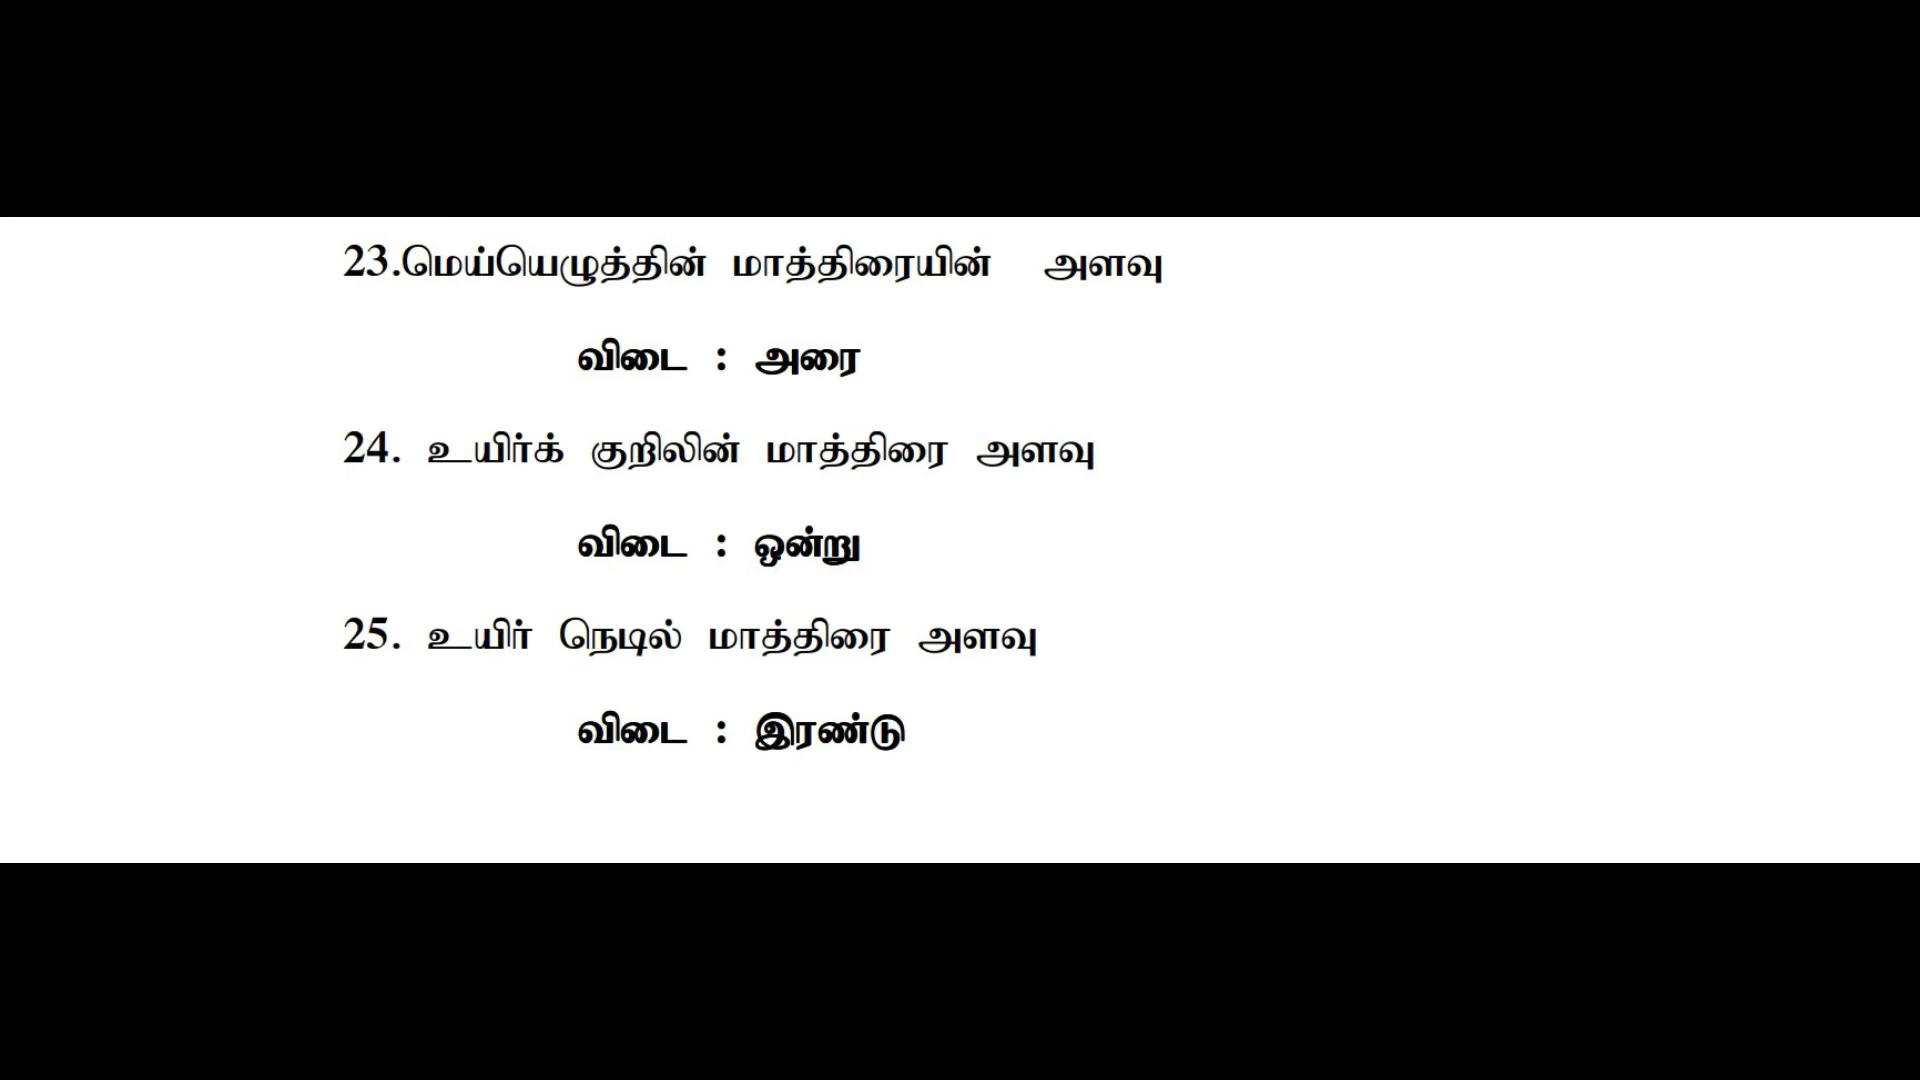 23.மெய்யெழுத்தின் மாத்திரையின் அளவு
விடை : அரை
24. உயிர்க் குறிலின் மாத்திரை அளவு
விடை : ஒன்று
25. உயிர் நெடில் மாத்திரை அளவு
விடை : இரண்டு